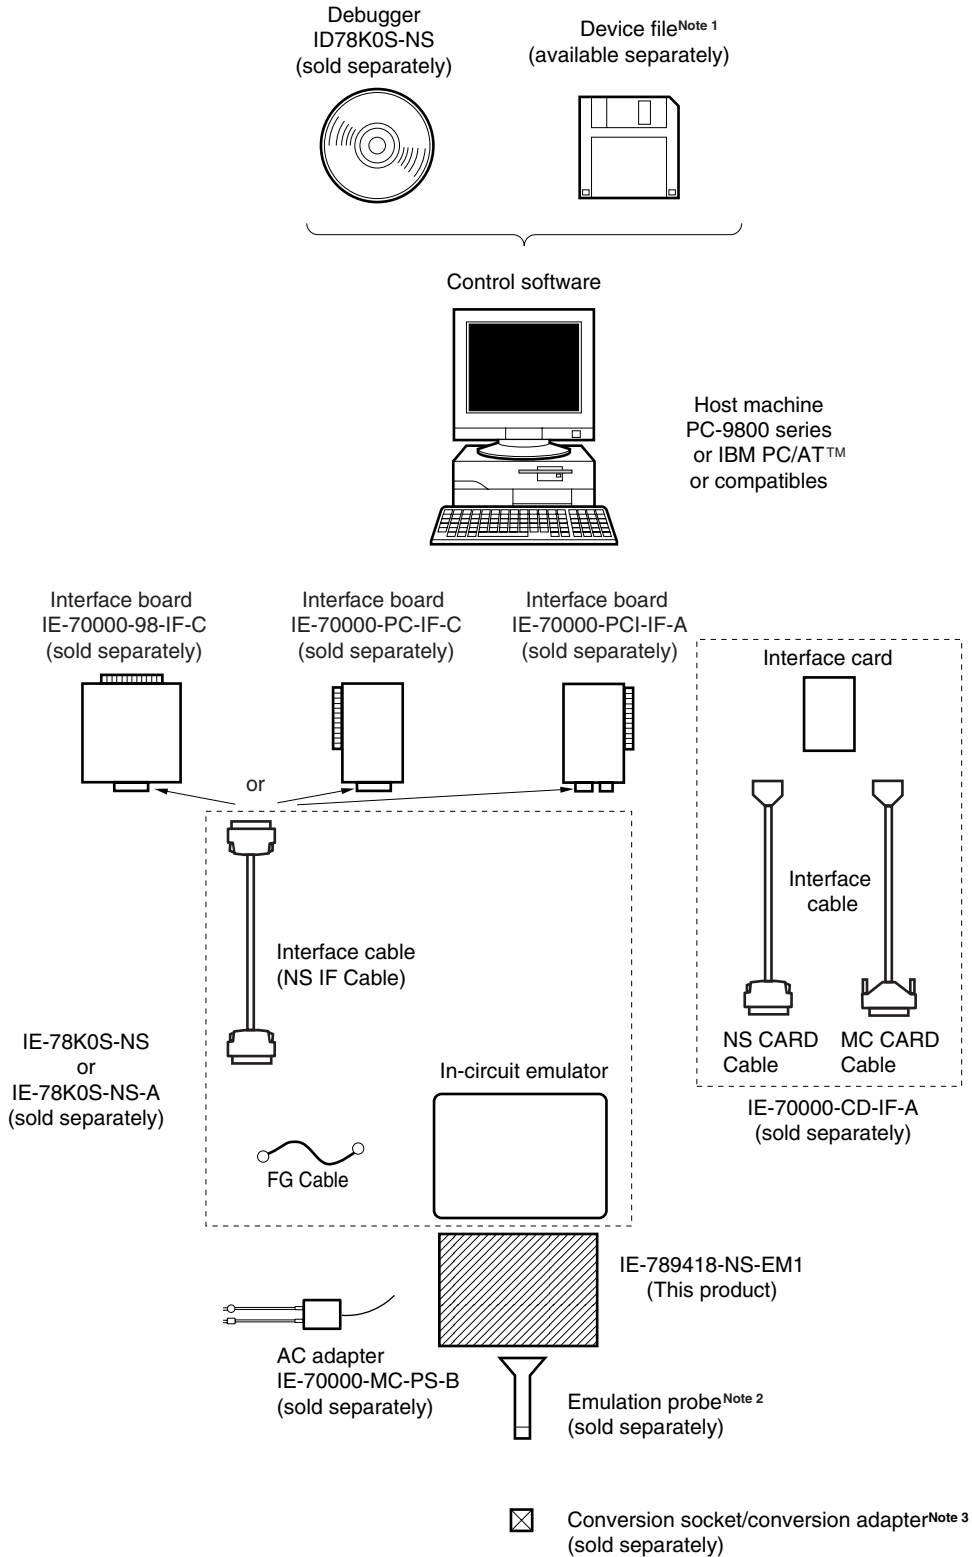 Debugger
ID78K0S-NS
(sold separately)
Device fileNote 1
(available separately)
Control software
Host machine
PC-9800 series
or IBM PC/AT™
or compatibles
Interface board
IE-70000-98-IF-C
(sold separately)
Interface board
IE-70000-PC-IF-C
(sold separately)
Interface board
IE-70000-PCI-IF-A
(sold separately)
Interface card
or
Interface
cable
Interface cable
(NS IF Cable)
NS CARD
Cable
MC CARD
Cable
IE-78K0S-NS
or
IE-78K0S-NS-A
(sold separately)
In-circuit emulator
IE-70000-CD-IF-A
(sold separately)
FG Cable
IE-789418-NS-EM1
(This product)
AC adapter
IE-70000-MC-PS-B
(sold separately)
Emulation probeNote 2
(sold separately)
Conversion socket/conversion adapterNote 3
(sold separately)